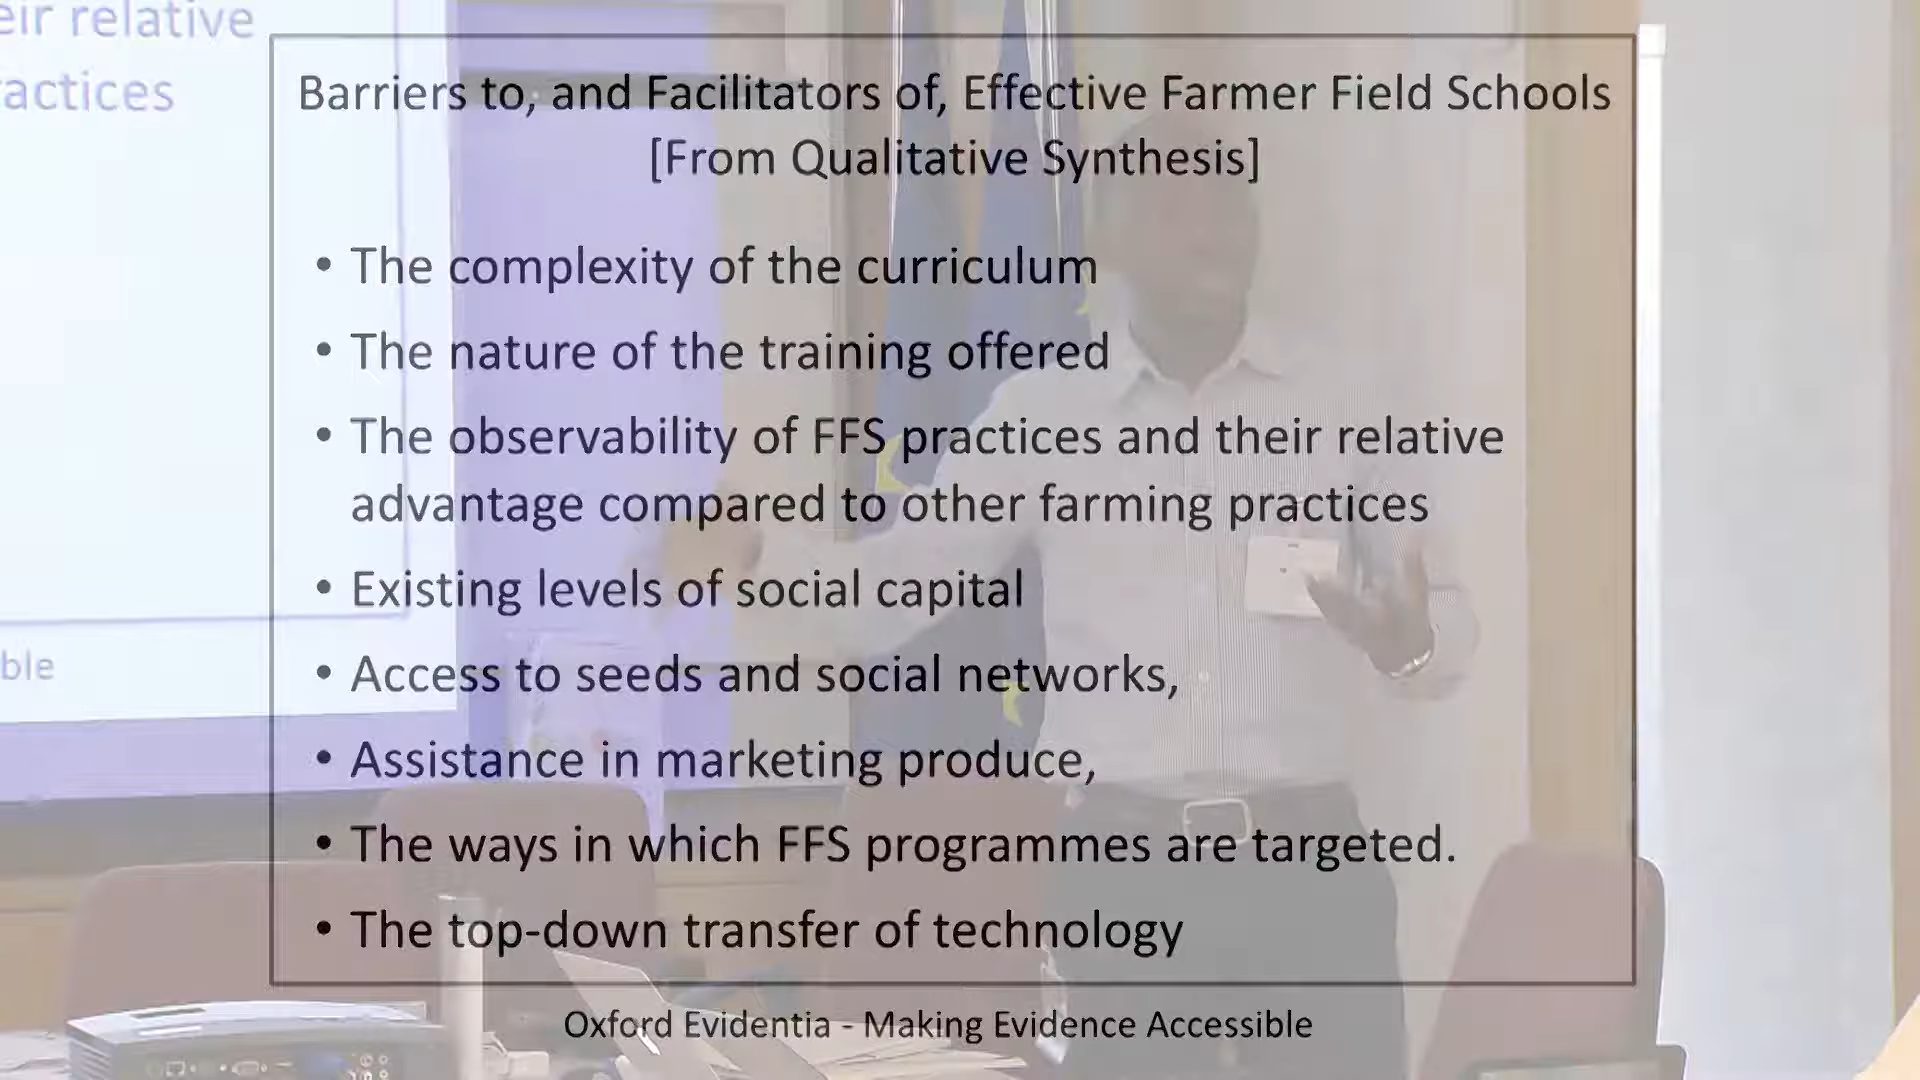 eir relative
ractices
ble
Barriers to, and Facilitators of, Effective Farmer Field Schools
[From Qualitative Synthesis]
• The complexity of the curriculum
• The nature of the training offered
• The observability of FFS practices and their relative
advantage compared to other farming practices
• Existing levels of social capital
• Access to seeds and social networks,
• Assistance in marketing produce,
• The ways in which FFS programmes are targeted.
• The top-down transfer of technology
Oxford Evidentia - Making Evidence Accessible